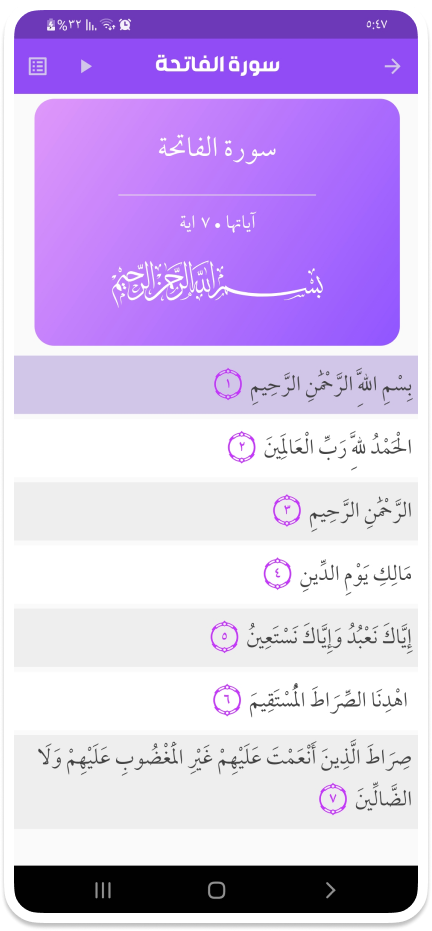 ٥:٤٧ ٪٣٢
سورة الفاتحة
سورة الفاتحة
آياتها • ٧ اية
بسم الله الرحمن الرحيم
بِسْمِ اللَّهِ الرَّحْمَٰنِ الرَّحِيمِ ١
الْحَمْدُ لِلَّهِ رَبِّ الْعَالَمِينَ ٢
الرَّحْمَٰنِ الرَّحِيمِ ٣
مَالِكِ يَوْمِ الدِّينِ ٤
إِيَّاكَ نَعْبُدُ وَإِيَّاكَ نَسْتَعِينُ ٥
اهْدِنَا الصِّرَاطَ الْمُسْتَقِيمَ ٦
صِرَاطَ الَّذِينَ أَنْعَمْتَ عَلَيْهِمْ غَيْرِ الْمَغْضُوبِ عَلَيْهِمْ وَلَا
الضَّالِّينَ ٧